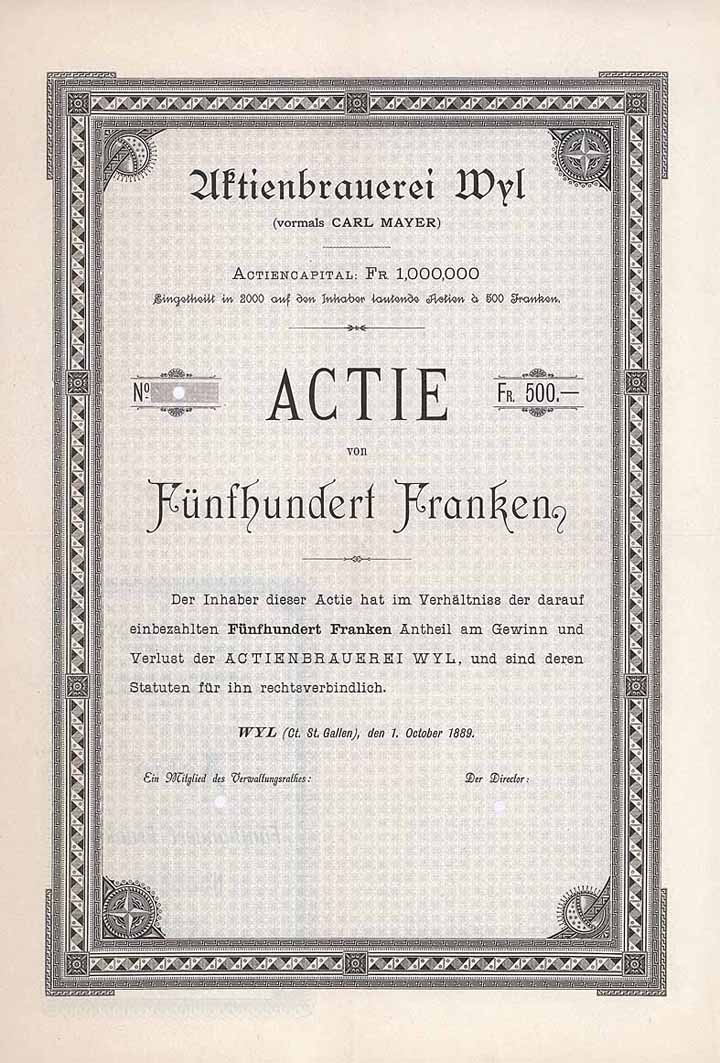 Aktienbrauerei Wyl
(vormals CARL MAYER)
ACTIENCAPITAL: FR 1,000,000
Eingetheilt in 2000 auf den Inhaber lautende Actien à 500 Franken.
No.
ACTIE
FR. 500.—
von
Fünfhundert Franken,
Der Inhaber dieser Actie hat im Verhältniss der darauf
einbezahlten Fünfhundert Franken Antheil am Gewinn und
Verlust der ACTIENBRAUEREI WYL, und sind deren
Statuten für ihn rechtsverbindlich.
WYL (Ct. St. Gallen), den 1. October 1889.
Ein Mitglied des Verwaltungsrathes:
Der Director: